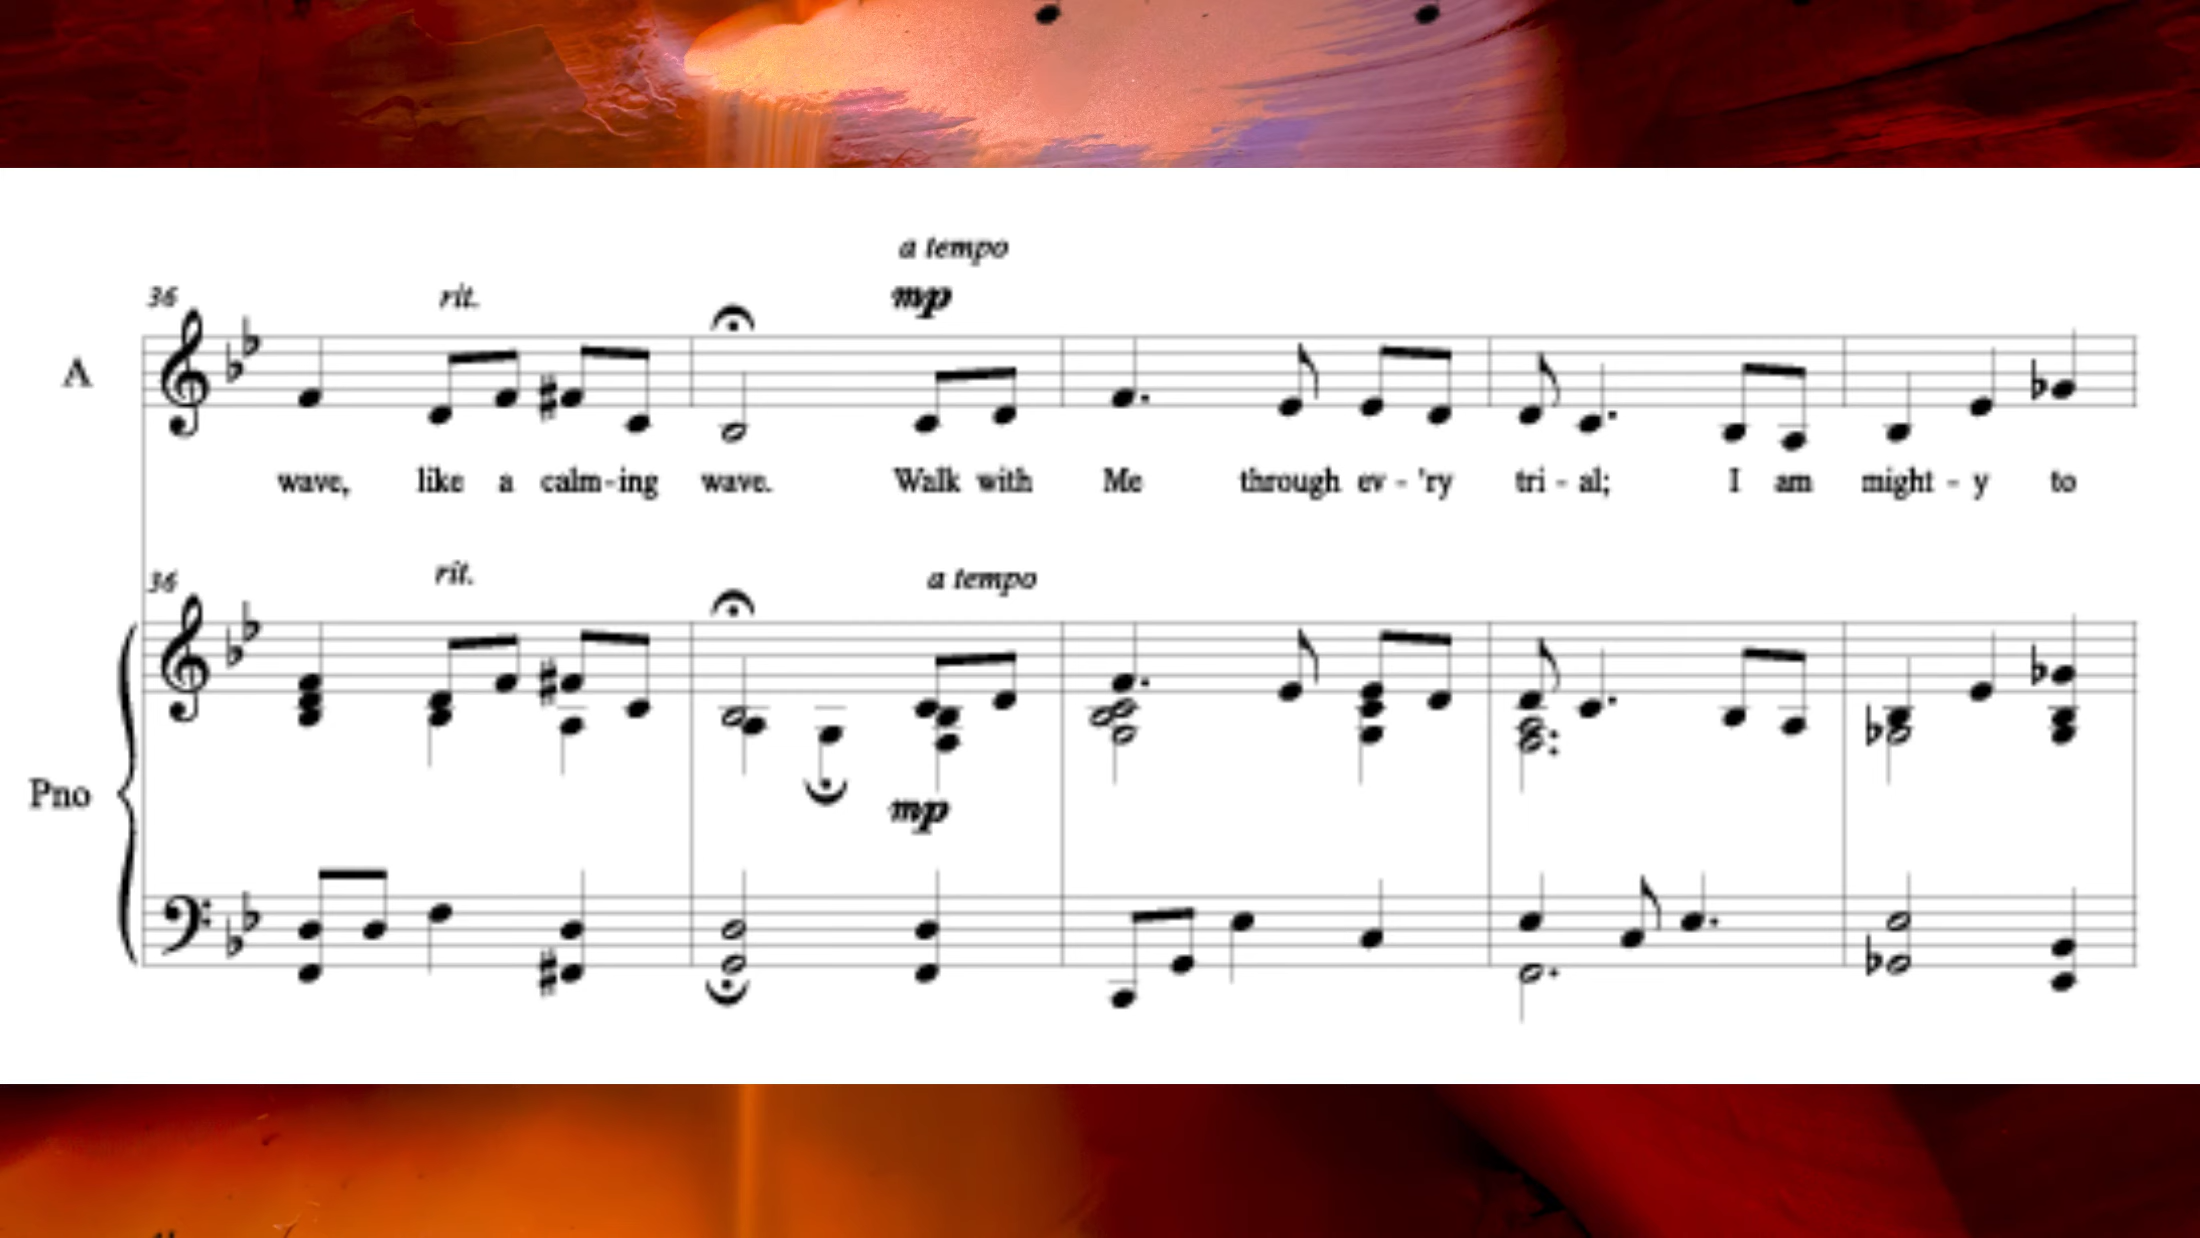 a tempo
36 rit. mp
A
wave, like a calm-ing wave. Walk with Me through ev - 'ry tri - al; I am might - y to
36 rit. a tempo
Pno
mp